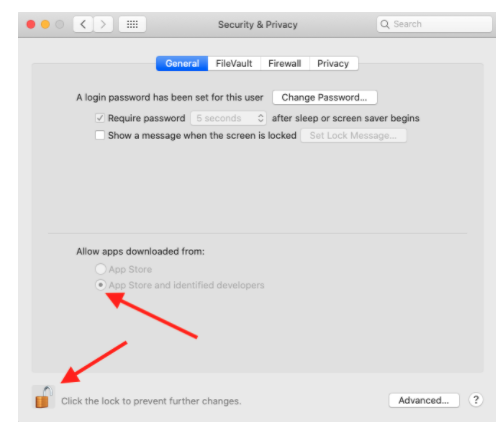 Security & Privacy
Search
General FileVault Firewall Privacy
A login password has been set for this user Change Password...
Require password 5 seconds after sleep or screen saver begins
Show a message when the screen is locked Set Lock Message...
Allow apps downloaded from:
App Store
App Store and identified developers
Click the lock to prevent further changes.
Advanced... ?